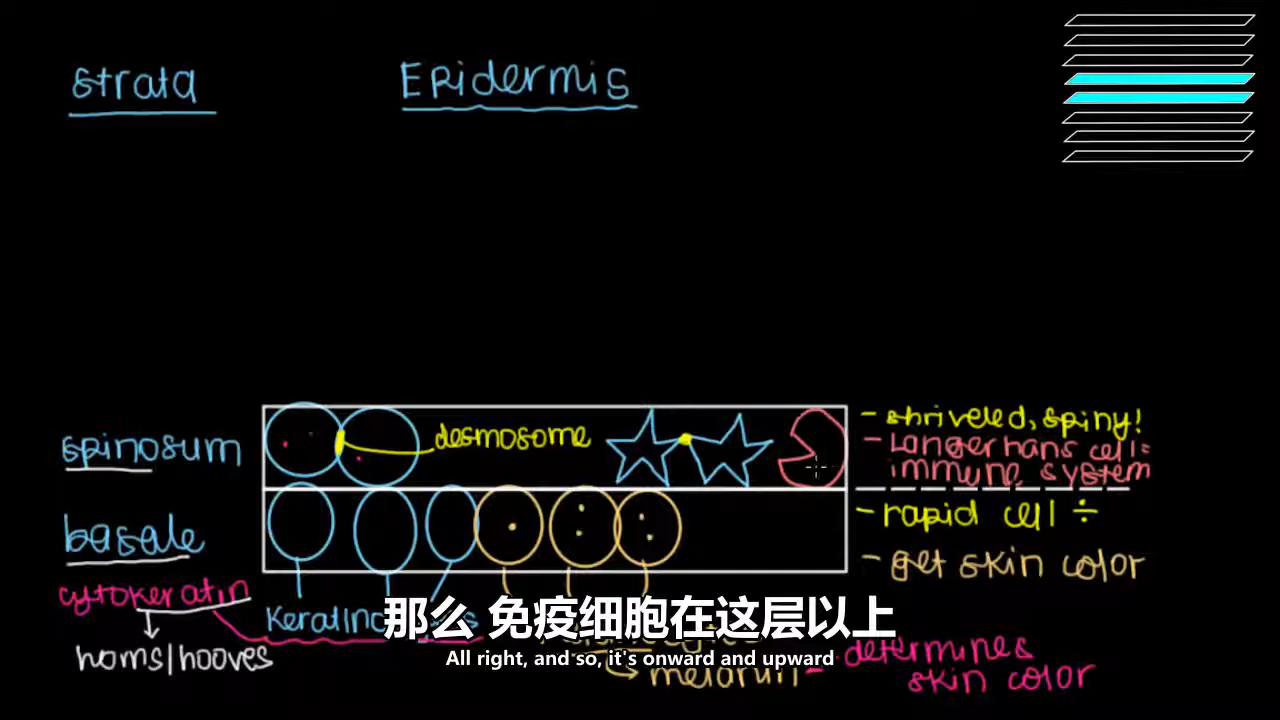 strata
Epidermis
spinosum
desmosome
- shriveled, spiny!
- Langerhans cell =
immune system
basale
- rapid cell ÷
- get skin color
cytokeratin
horns/hooves
那么 免疫细胞在这层以上
All right, and so, it's onward and upward
melanin - determines
skin color